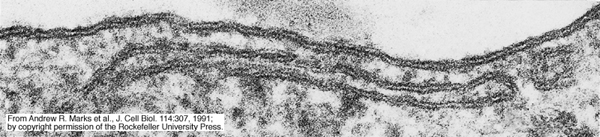 From Andrew R. Marks et al., J. Cell Biol. 114:307, 1991;
by copyright permission of the Rockefeller University Press.